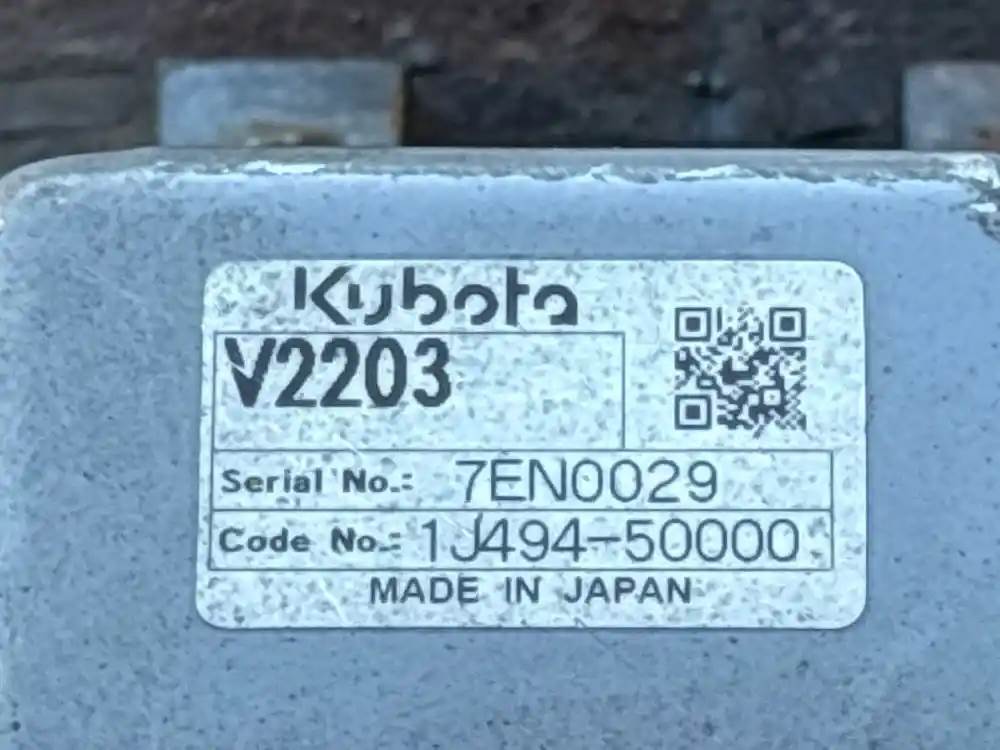 Kubota
V2203
Serial No.: 7EN0029
Code No.: 1J494-50000
MADE IN JAPAN